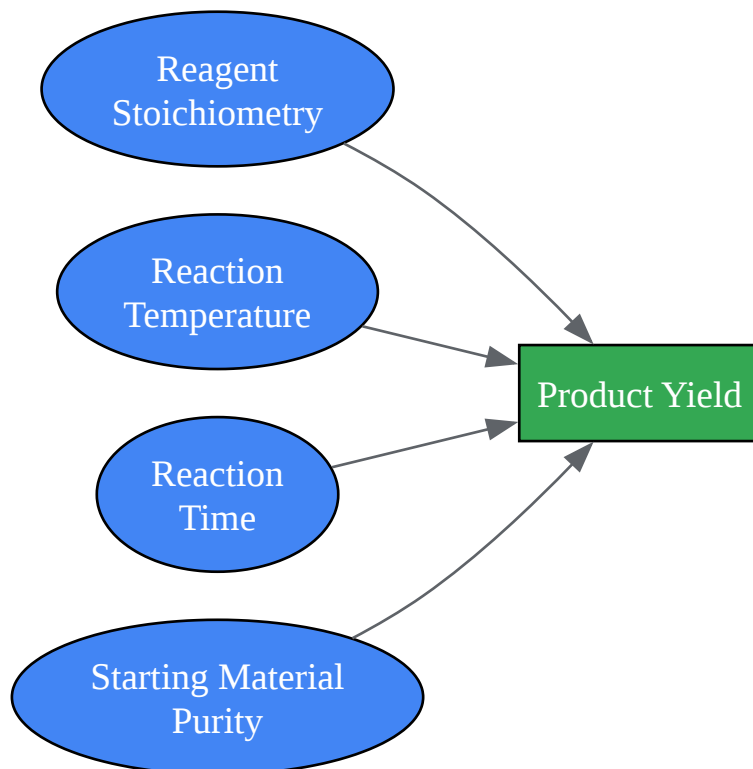 Reagent
Stoichiometry
Reaction
Temperature
Product Yield
Reaction
Time
Starting Material
Purity